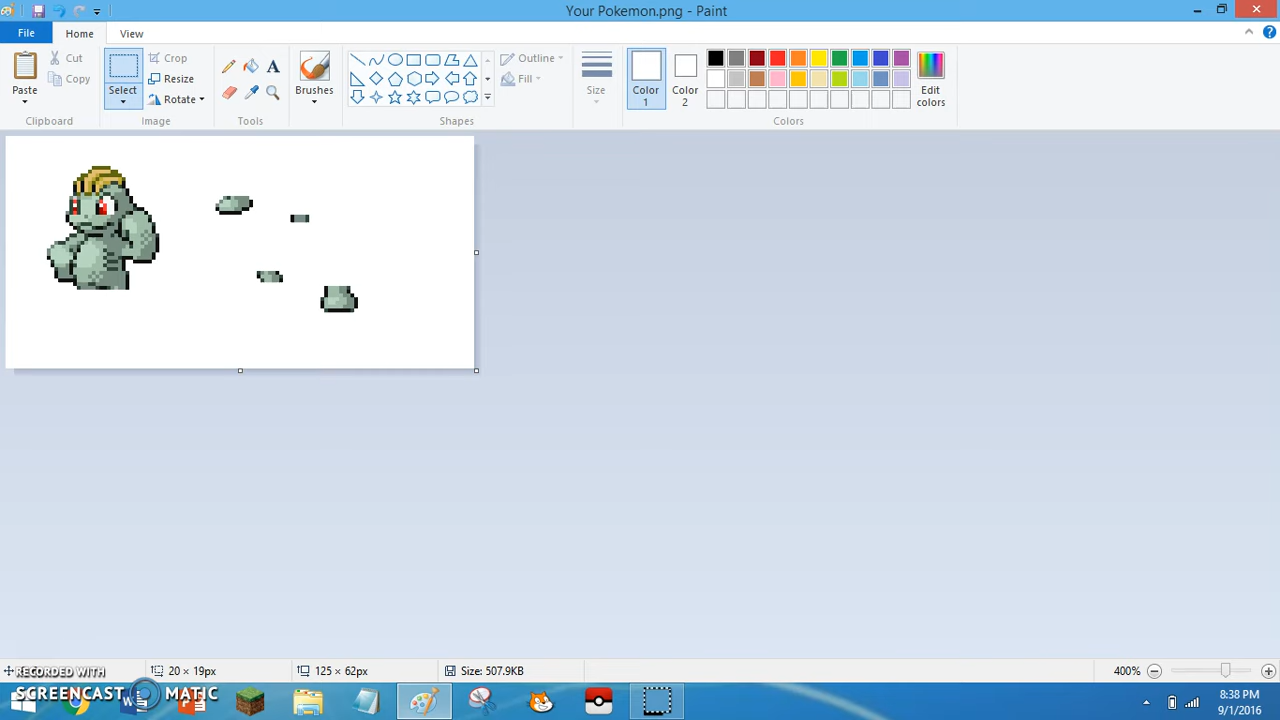 Your Pokemon.png - Paint
File Home View
Paste
Cut
Copy
Clipboard
Select
Crop
Resize
Rotate
Image
A
Tools
Brushes
Outline
Fill
Shapes
Size
Color 1
Color 2
Edit colors
Colors
20 × 19px 125 × 62px Size: 507.9KB 400%
RECORDED WITH
SCREENCAST MATIC
8:38 PM
9/1/2016